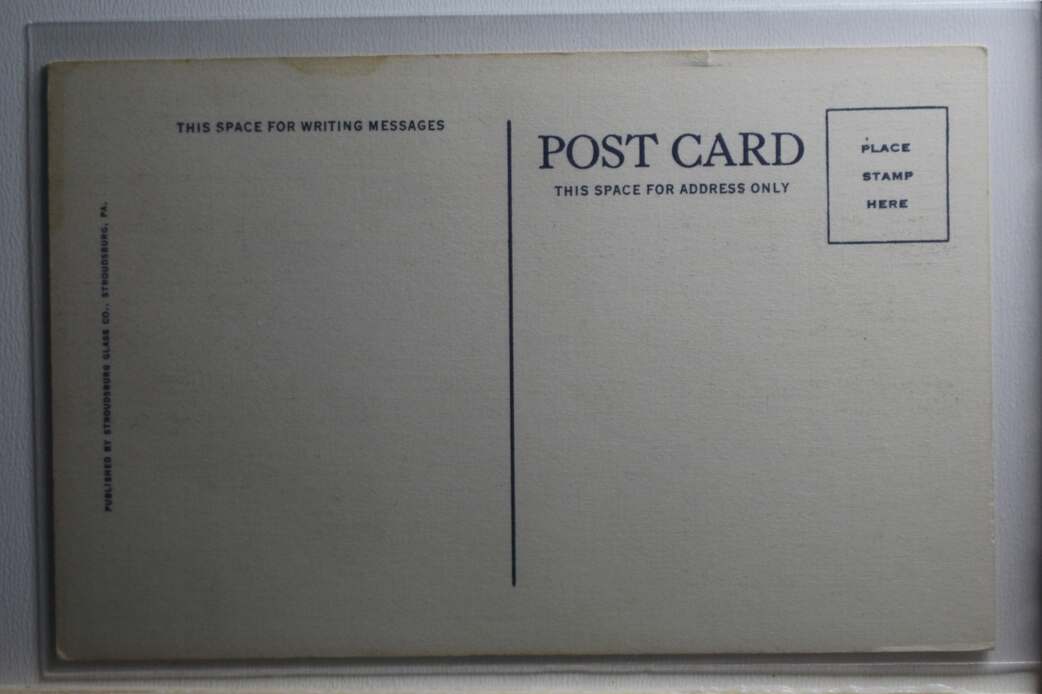 THIS SPACE FOR WRITING MESSAGES
POST CARD
THIS SPACE FOR ADDRESS ONLY
PLACE
STAMP
HERE
PUBLISHED BY STROUDSBURG GLASS CO., STROUDSBURG, PA.